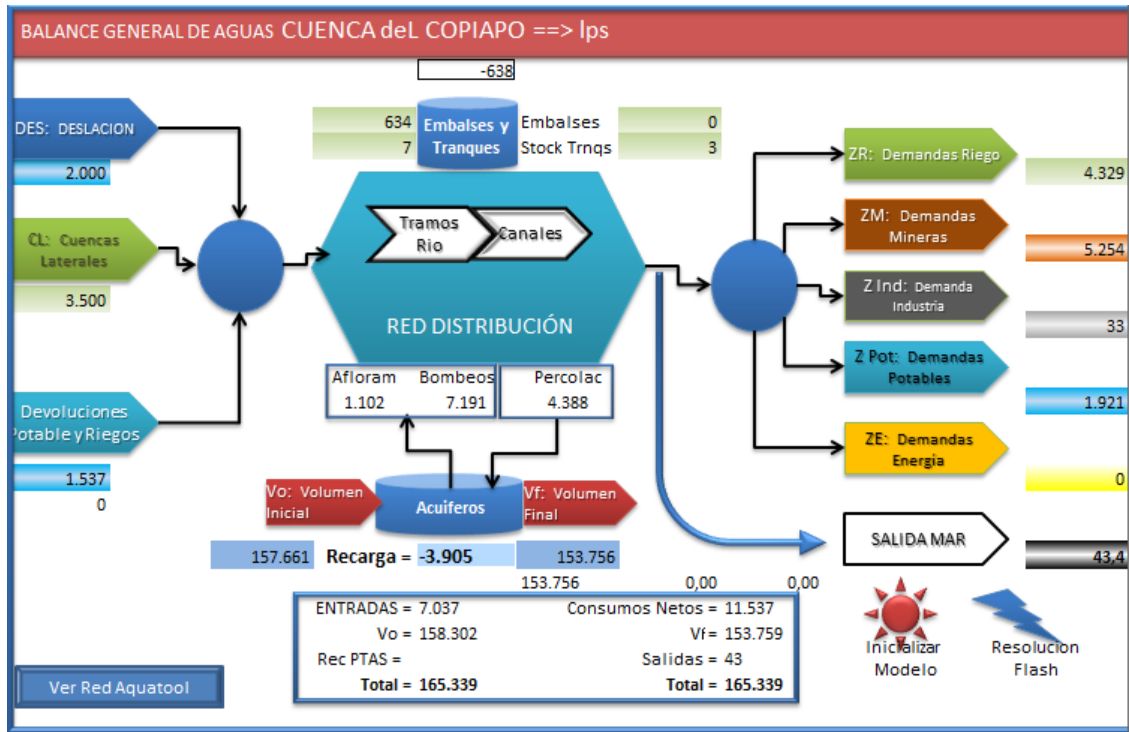 BALANCE GENERAL DE AGUAS CUENCA deL COPIAPO ==> lps
-638
634 Embalses y Embalses 0
7 Tranques Stock Trnqs 3
DES: DESLACION
2.000
CL: Cuencas
Laterales
3.500
Devoluciones
Potable y Riegos
1.537
0
Tramos
Rio
Canales
RED DISTRIBUCIÓN
Afloram Bombeos Percolac
1.102 7.191 4.388
Vo: Volumen
Inicial
Acuiferos
Vf: Volumen
Final
157.661 Recarga = -3.905 153.756
153.756 0,00 0,00
ZR: Demandas Riego
4.329
ZM: Demandas
Mineras
5.254
Z Ind: Demanda
Industria
33
Z Pot: Demandas
Potables
1.921
ZE: Demandas
Energia
0
SALIDA MAR
43,4
ENTRADAS = 7.037 Consumos Netos = 11.537
Vo = 158.302 Vf = 153.759
Rec PTAS = Salidas = 43
Total = 165.339 Total = 165.339
Inicializar
Modelo
Resolucion
Flash
Ver Red Aquatool